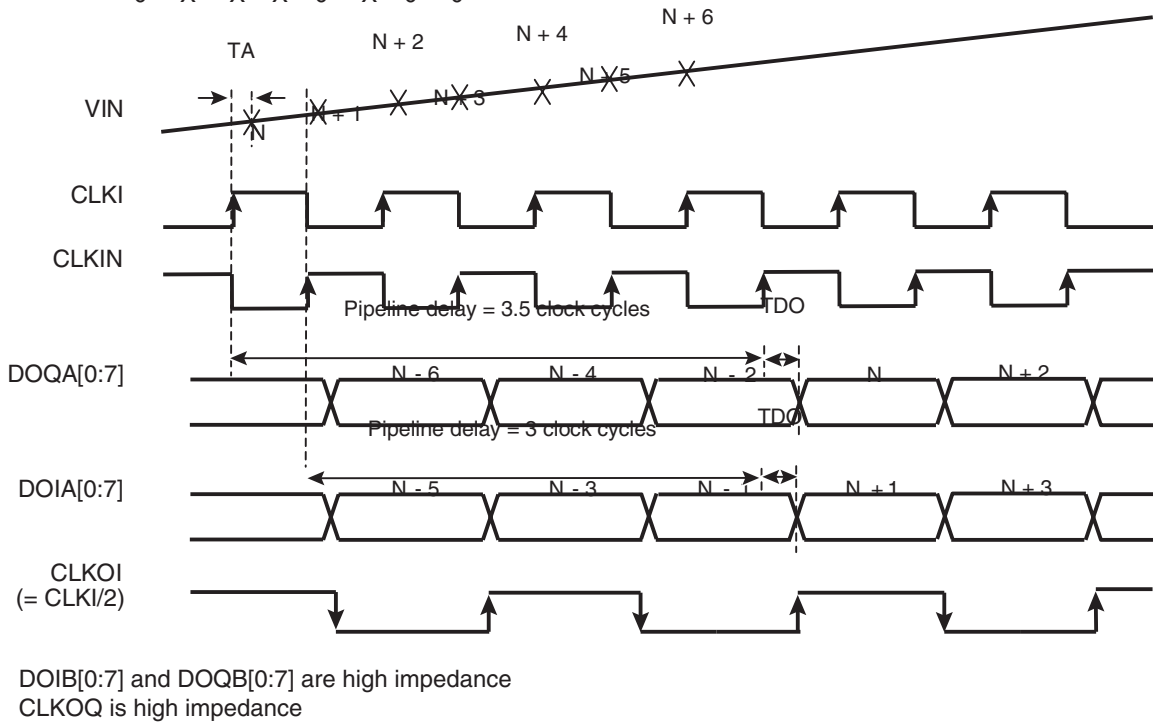 N + 6
N + 4
N + 2
TA
N + 5
N + 3
VIN
N + 1
N
CLKI
CLKIN
Pipeline delay = 3.5 clock cycles
TDO
DOQA[0:7]
N - 6
N - 4
N - 2
N
N + 2
TDO
Pipeline delay = 3 clock cycles
DOIA[0:7]
N - 5
N - 3
N - 1
N + 1
N + 3
CLKOI
(= CLKI/2)
DOIB[0:7] and DOQB[0:7] are high impedance
CLKOQ is high impedance